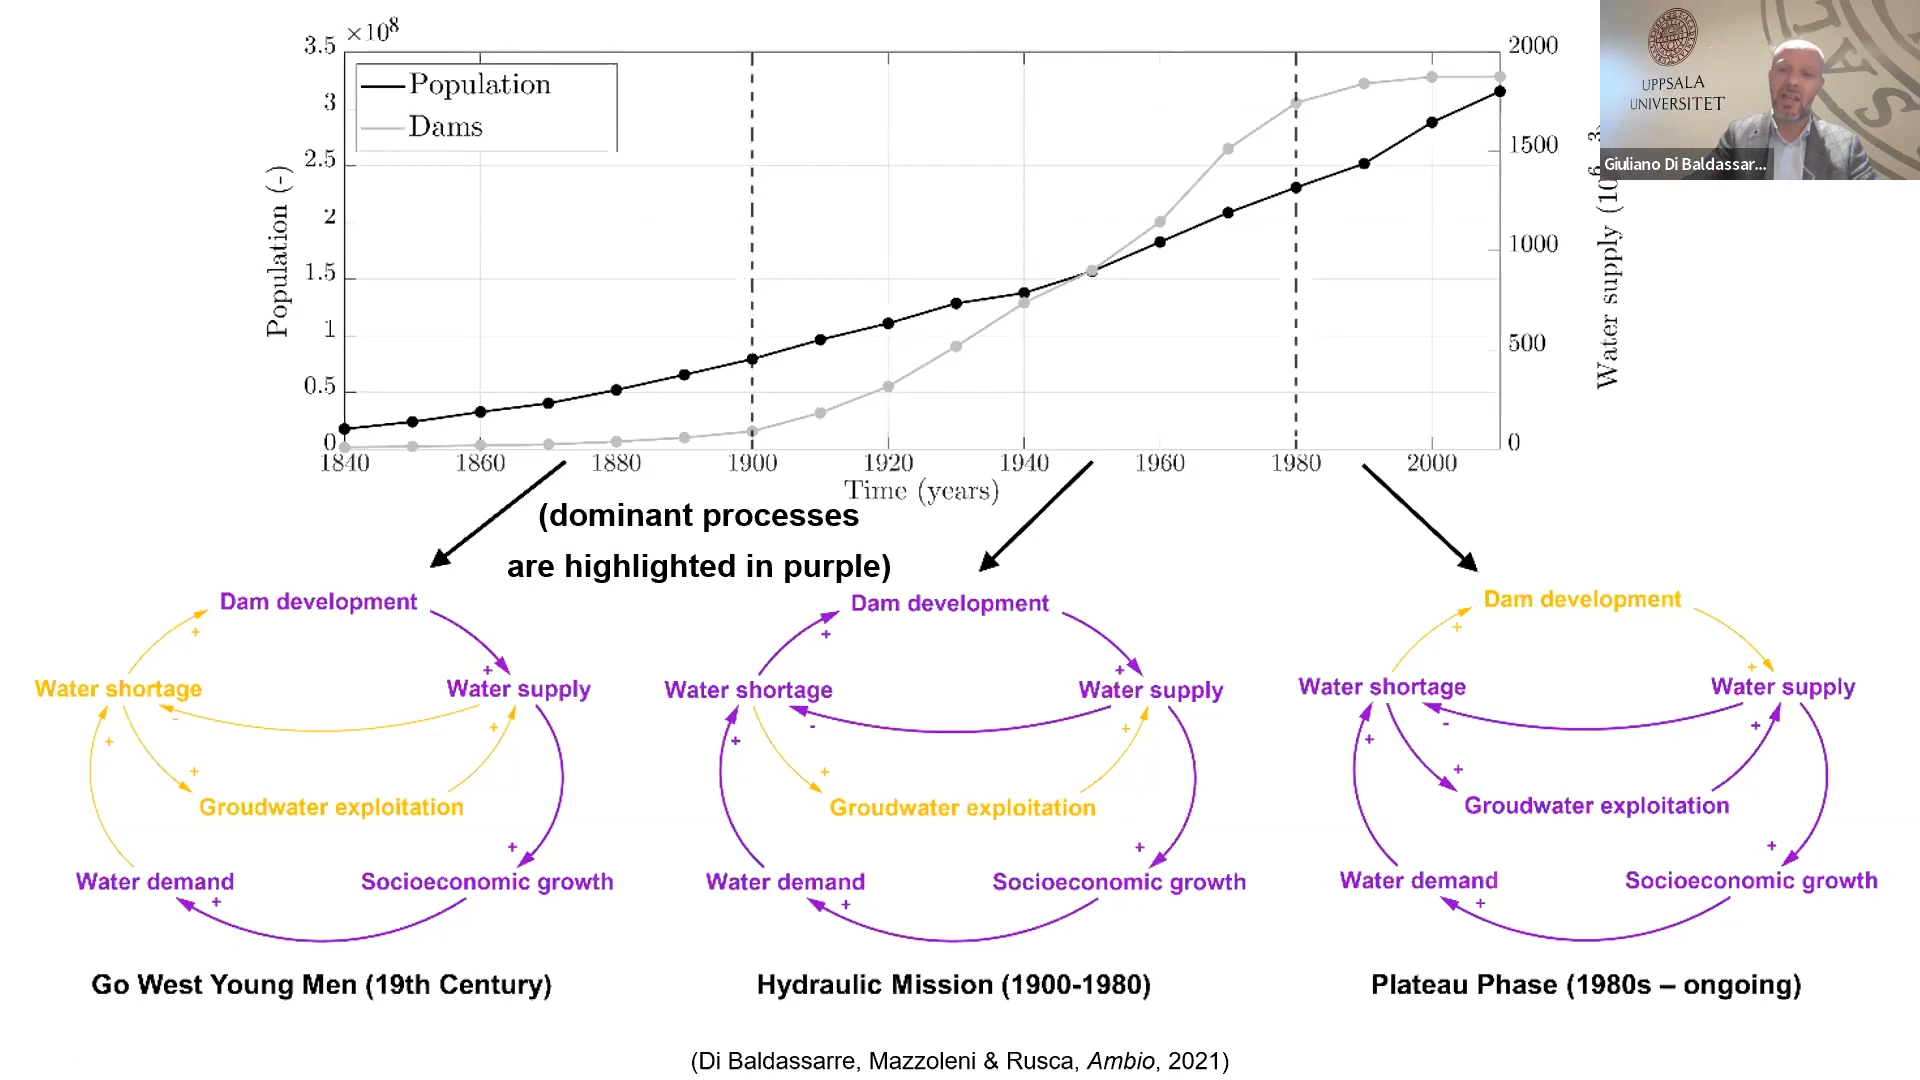 ×10⁸
3.5
3
2.5
2
1.5
1
0.5
0
Population (-)
Population
Dams
2000
1500
1000
500
0
Water supply (10⁶
3
1840 1860 1880 1900 1920 1940 1960 1980 2000
Time (years)
UPPSALA
UNIVERSITET
Giuliano Di Baldassar...
(dominant processes
are highlighted in purple)
Dam development
+
+
Water shortage
Water supply
-
+
+
+
Groudwater exploitation
+
Water demand
Socioeconomic growth
+
Go West Young Men (19th Century)
Dam development
+
+
Water shortage
Water supply
-
+
+
+
Groudwater exploitation
+
Water demand
Socioeconomic growth
+
Hydraulic Mission (1900-1980)
Dam development
+
+
Water shortage
Water supply
-
+
+
+
Groudwater exploitation
+
Water demand
Socioeconomic growth
+
Plateau Phase (1980s – ongoing)
(Di Baldassarre, Mazzoleni & Rusca, Ambio, 2021)